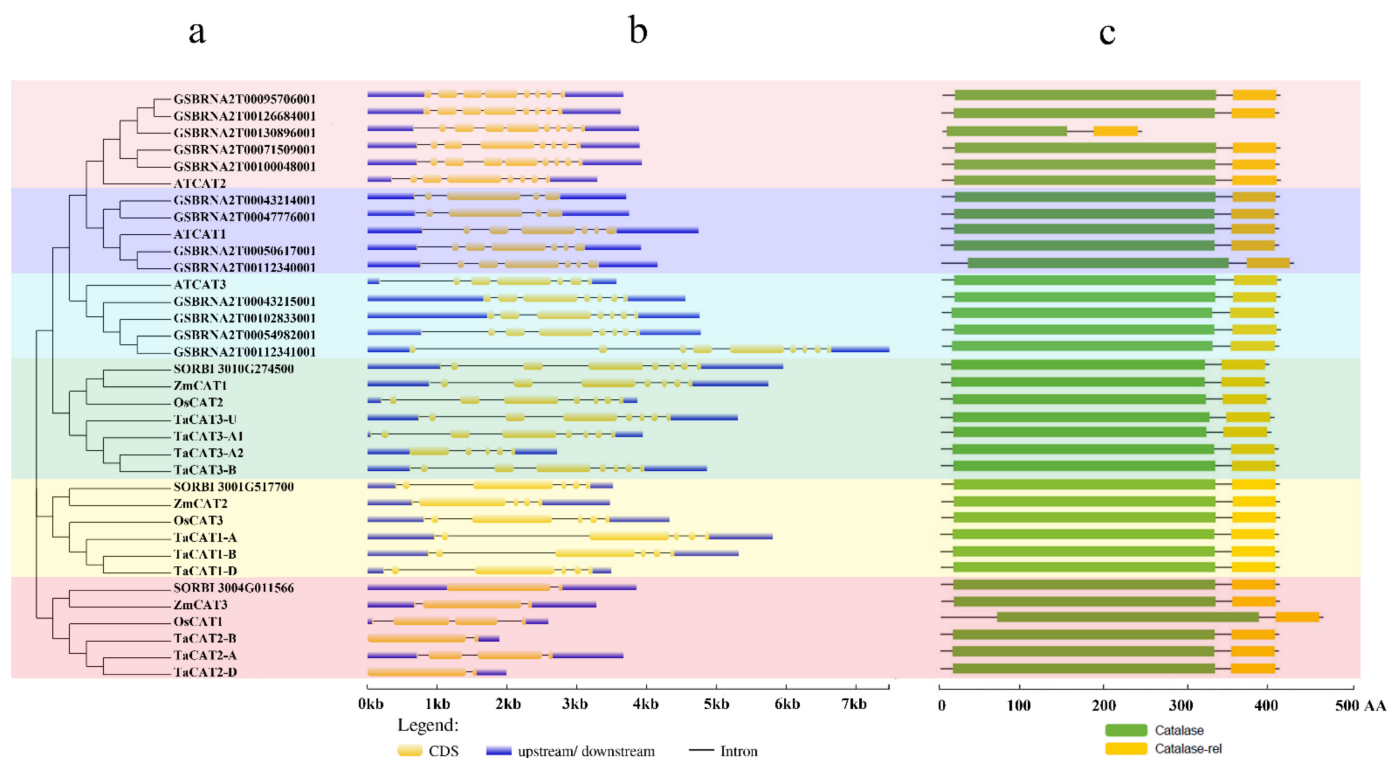 a b c
GSBRNA2T00095706001
GSBRNA2T00126684001
GSBRNA2T00130896001
GSBRNA2T00071509001
GSBRNA2T00100048001
ATCAT2
GSBRNA2T00043214001
GSBRNA2T00047776001
ATCAT1
GSBRNA2T00050617001
GSBRNA2T00112340001
ATCAT3
GSBRNA2T00043215001
GSBRNA2T00102833001
GSBRNA2T00054982001
GSBRNA2T00112341001
SORBI 3010G274500
ZmCAT1
OsCAT2
TaCAT3-U
TaCAT3-A1
TaCAT3-A2
TaCAT3-B
SORBI 3001G517700
ZmCAT2
OsCAT3
TaCAT1-A
TaCAT1-B
TaCAT1-D
SORBI 3004G011566
ZmCAT3
OsCAT1
TaCAT2-B
TaCAT2-A
TaCAT2-D
0kb 1kb 2kb 3kb 4kb 5kb 6kb 7kb
0 100 200 300 400 500 AA
Legend:
CDS upstream/ downstream Intron
Catalase
Catalase-rel